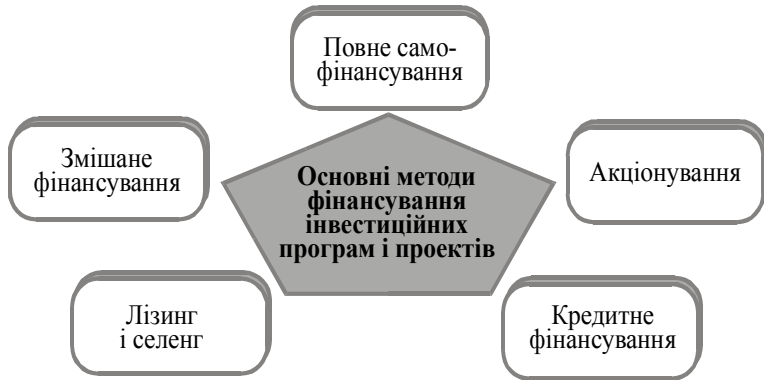 Повне само-
фінансування
Змішане
фінансування
Основні методи
фінансування
інвестиційних
програм і проектів
Акціонування
Лізинг
і селенг
Кредитне
фінансування